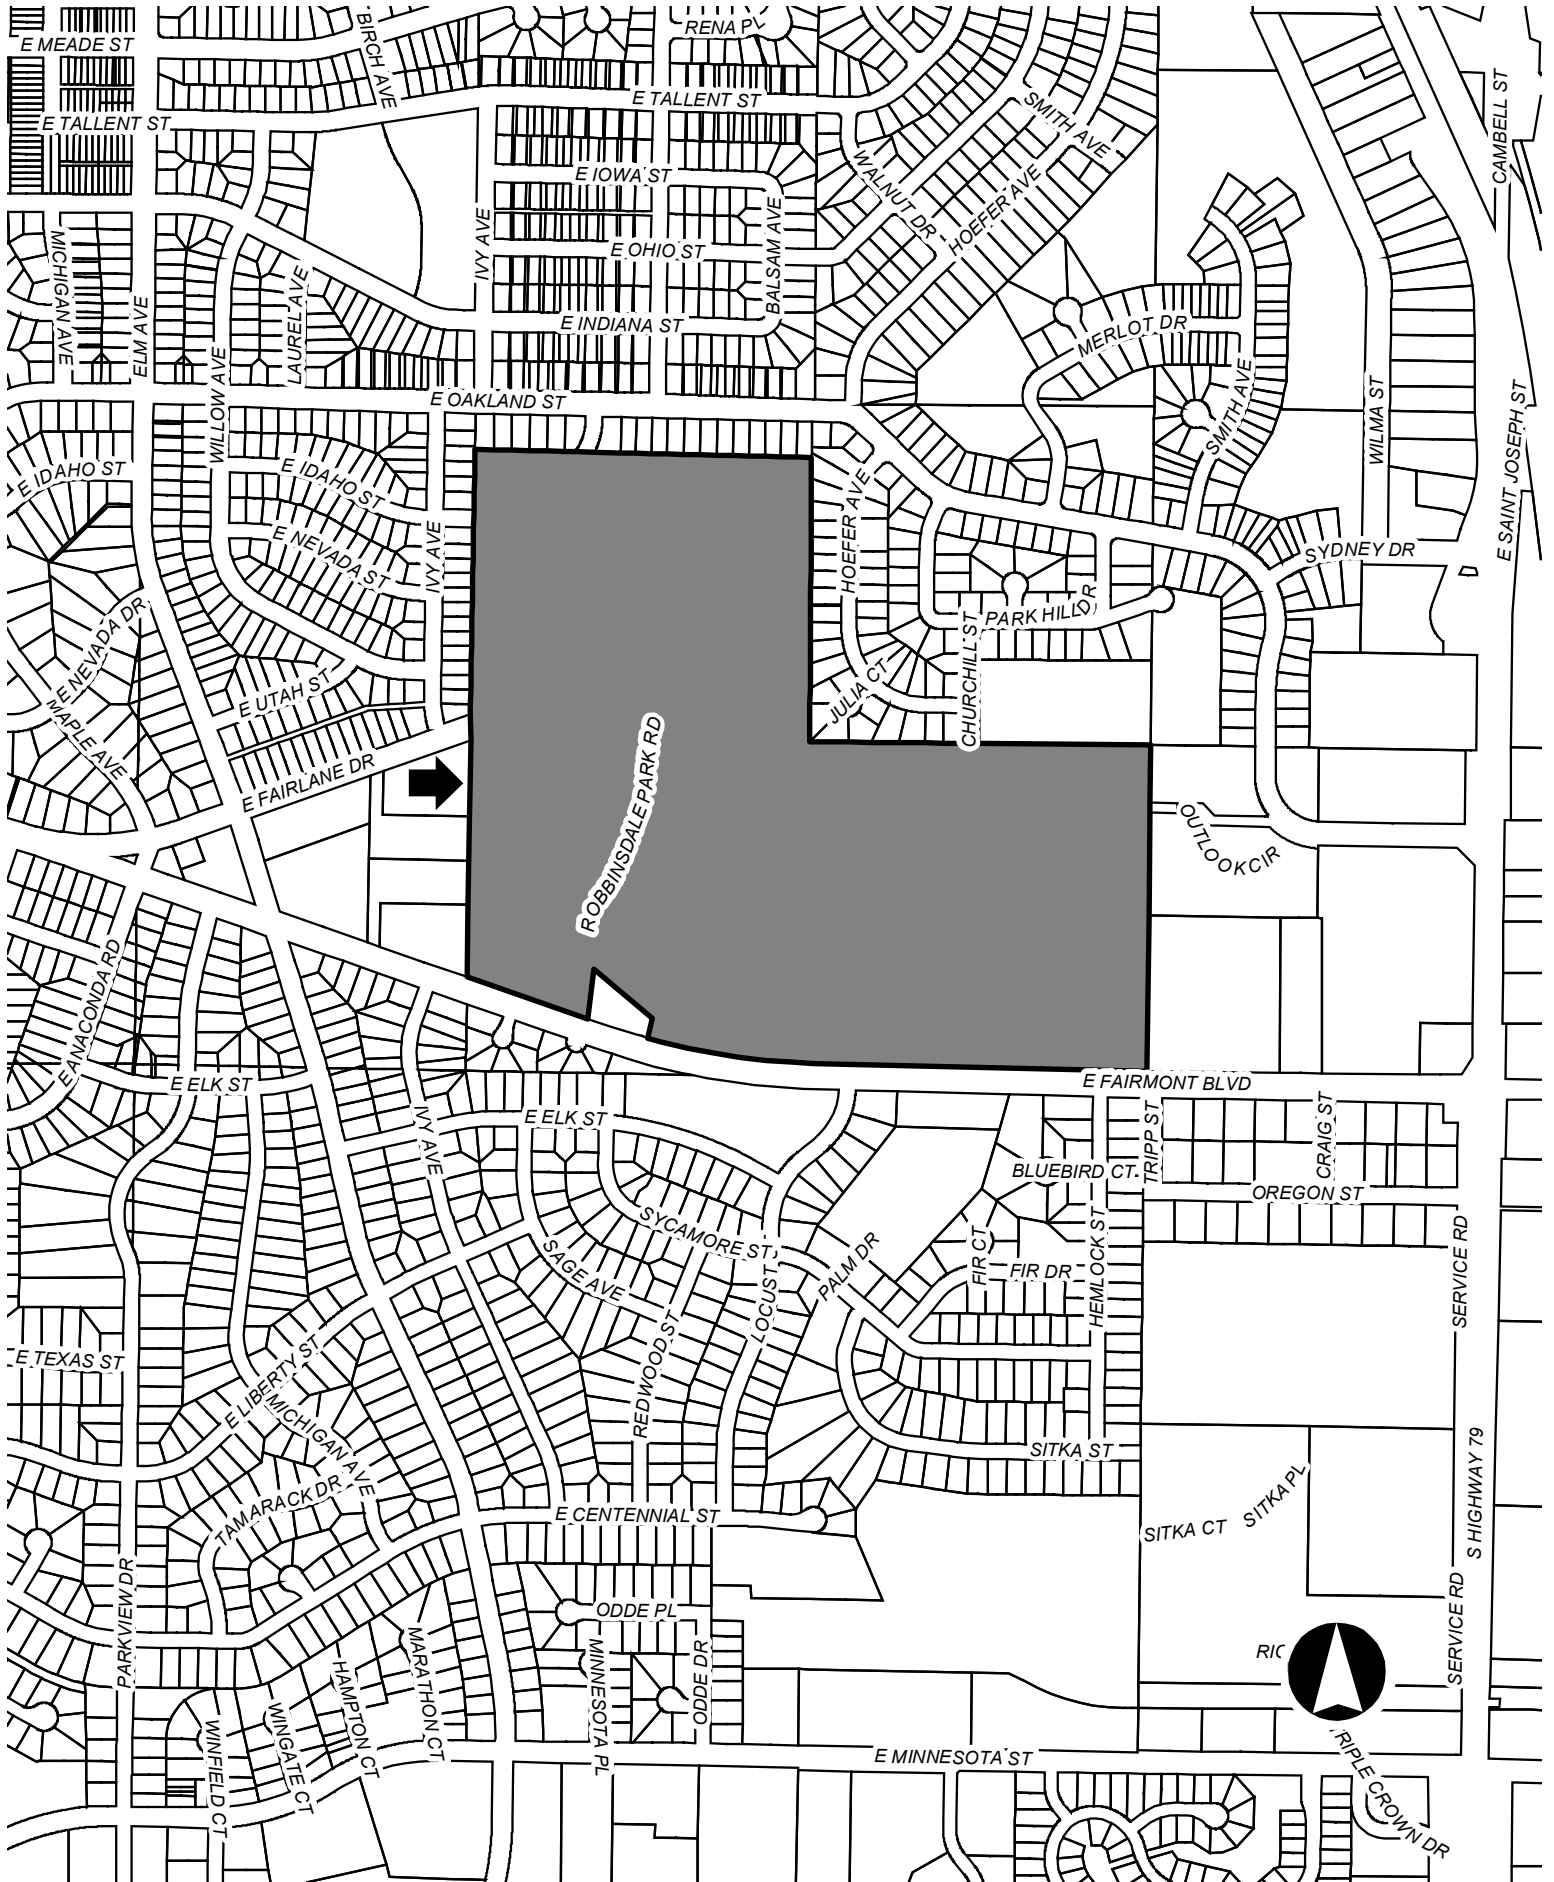 RENA PL
BIRCH AVE
E MEADE ST
E TALLENT ST
SMITH AVE
CAMBELL ST
E TALLENT ST
E IOWA ST
WALNUT DR
HOEFER AVE
MICHIGAN AVE
IVY AVE
E OHIO ST
BALSAM AVE
ELM AVE
LAUREL AVE
E INDIANA ST
MERLOT DR
WILLOW AVE
E OAKLAND ST
SMITH AVE
WILMA ST
E SAINT JOSEPH ST
E IDAHO ST
E IDAHO ST
HOEFER AVE
E NEVADA ST
IVY AVE
SYDNEY DR
E NEVADA DR
PARK HILL DR
CHURCHILL ST
E UTAH ST
JULIA CT
MAPLE AVE
E FAIRLANE DR
ROBBINSDALE PARK RD
OUTLOOK CIR
E ANACONDA RD
E ELK ST
E FAIRMONT BLVD
IVY AVE
E ELK ST
TRIPP ST
CRAIG ST
BLUEBIRD CT
OREGON ST
SYCAMORE ST
SAGE AVE
PALM DR
FIR CT
FIR DR
HEMLOCK ST
SERVICE RD
LOCUST
E TEXAS ST
E LIBERTY ST
REDWOOD ST
MICHIGAN AVE
SITKA ST
S HIGHWAY 79
TAMARACK DR
SITKA PL
E CENTENNIAL ST
SITKA CT
PARKVIEW DR
ODDE PL
SERVICE RD
MINNESOTA PL
MARATHON CT
ODDE DR
HAMPTON CT
RIC
WINGATE CT
WINFIELD CT
E MINNESOTA ST
RIPLE CROWN DR